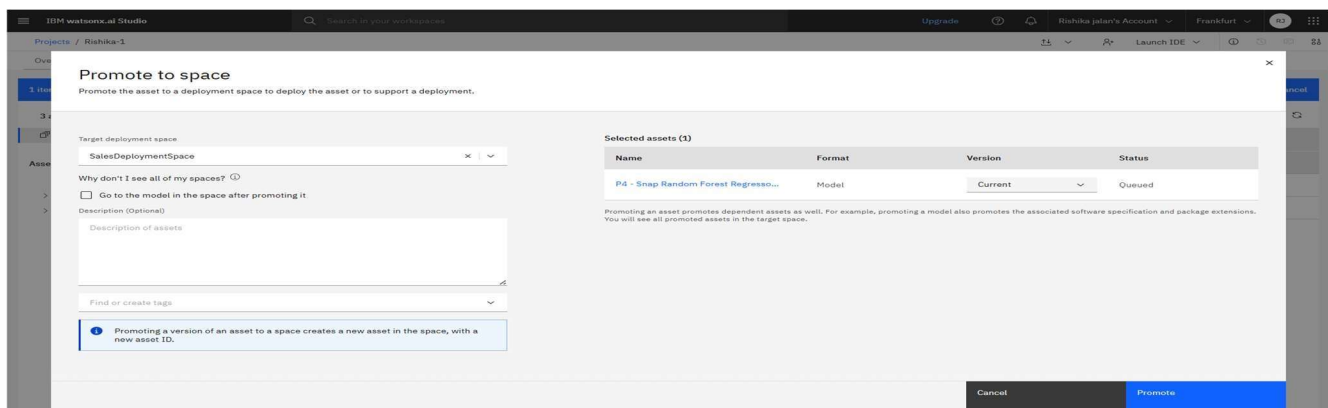 IBM watsonx.ai Studio
Search in your workspaces
Upgrade
Rishika jalan's Account
Frankfurt
RJ
Projects / Rishika-1
Launch IDE
Ove
Promote to space
Promote the asset to a deployment space to deploy the asset or to support a deployment.
1 ite
ancel
3 a
Asse
Target deployment space
SalesDeploymentSpace
Why don't I see all of my spaces?
Go to the model in the space after promoting it
Description (Optional)
Description of assets
Find or create tags
Promoting a version of an asset to a space creates a new asset in the space, with a
new asset ID.
Selected assets (1)
Name Format Version Status
P4 - Snap Random Forest Regresso... Model Current Queued
Promoting an asset promotes dependent assets as well. For example, promoting a model also promotes the associated software specification and package extensions.
You will see all promoted assets in the target space.
Cancel
Promote